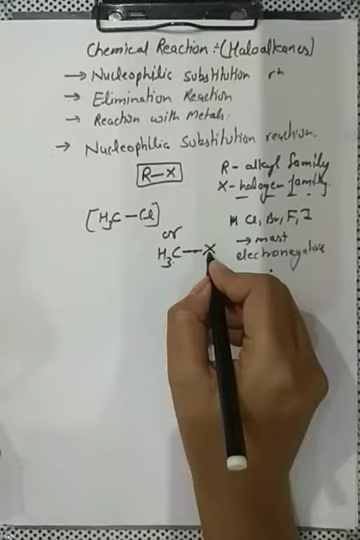 Chemical Reaction ÷ (Haloalkanes)
→ Nucleophilic substitution rn
→ Elimination Reaction
→ Reaction with Metals
→ Nucleophilic Substitution reaction.
R-X
R- alkyl family
X- halogen family.
[H3C-Cl]
Cl, Br, F, I
or
→ most
H3C-X
electronegative